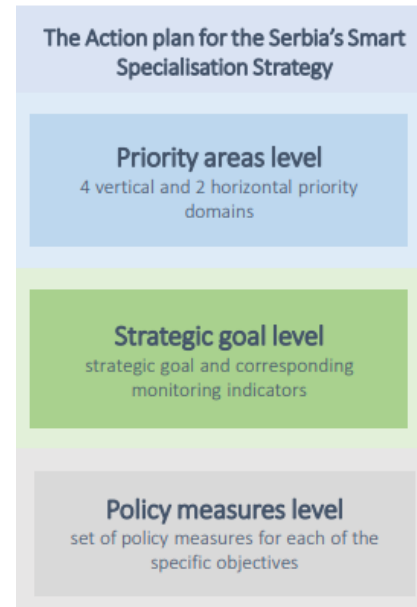 The Action plan for the Serbia's Smart
Specialisation Strategy
Priority areas level
4 vertical and 2 horizontal priority
domains
Strategic goal level
strategic goal and corresponding
monitoring indicators
Policy measures level
set of policy measures for each of the
specific objectives